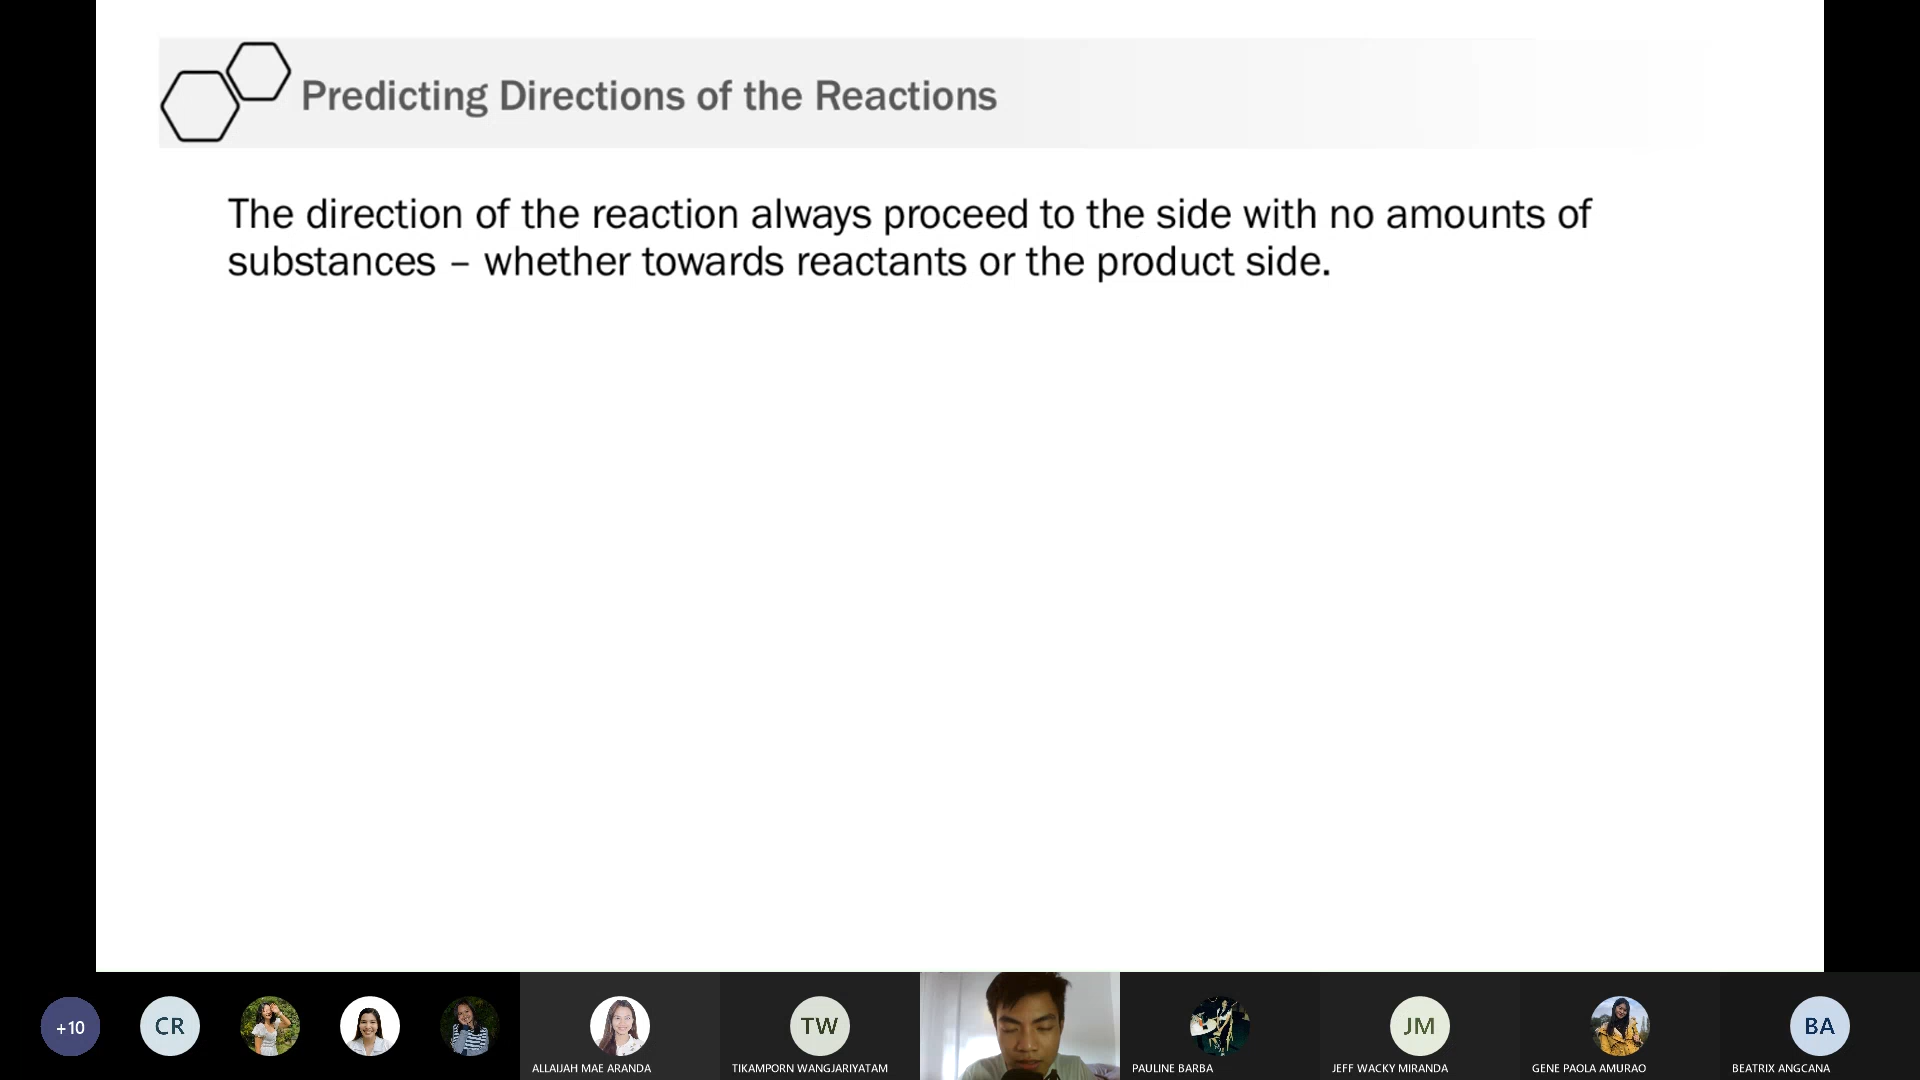 Predicting Directions of the Reactions
The direction of the reaction always proceed to the side with no amounts of
substances – whether towards reactants or the product side.
+10
CR
TW
JM
BA
ALLAIJAH MAE ARANDA
TIKAMPORN WANGJARIYATAM
PAULINE BARBA
JEFF WACKY MIRANDA
GENE PAOLA AMURAO
BEATRIX ANGCANA